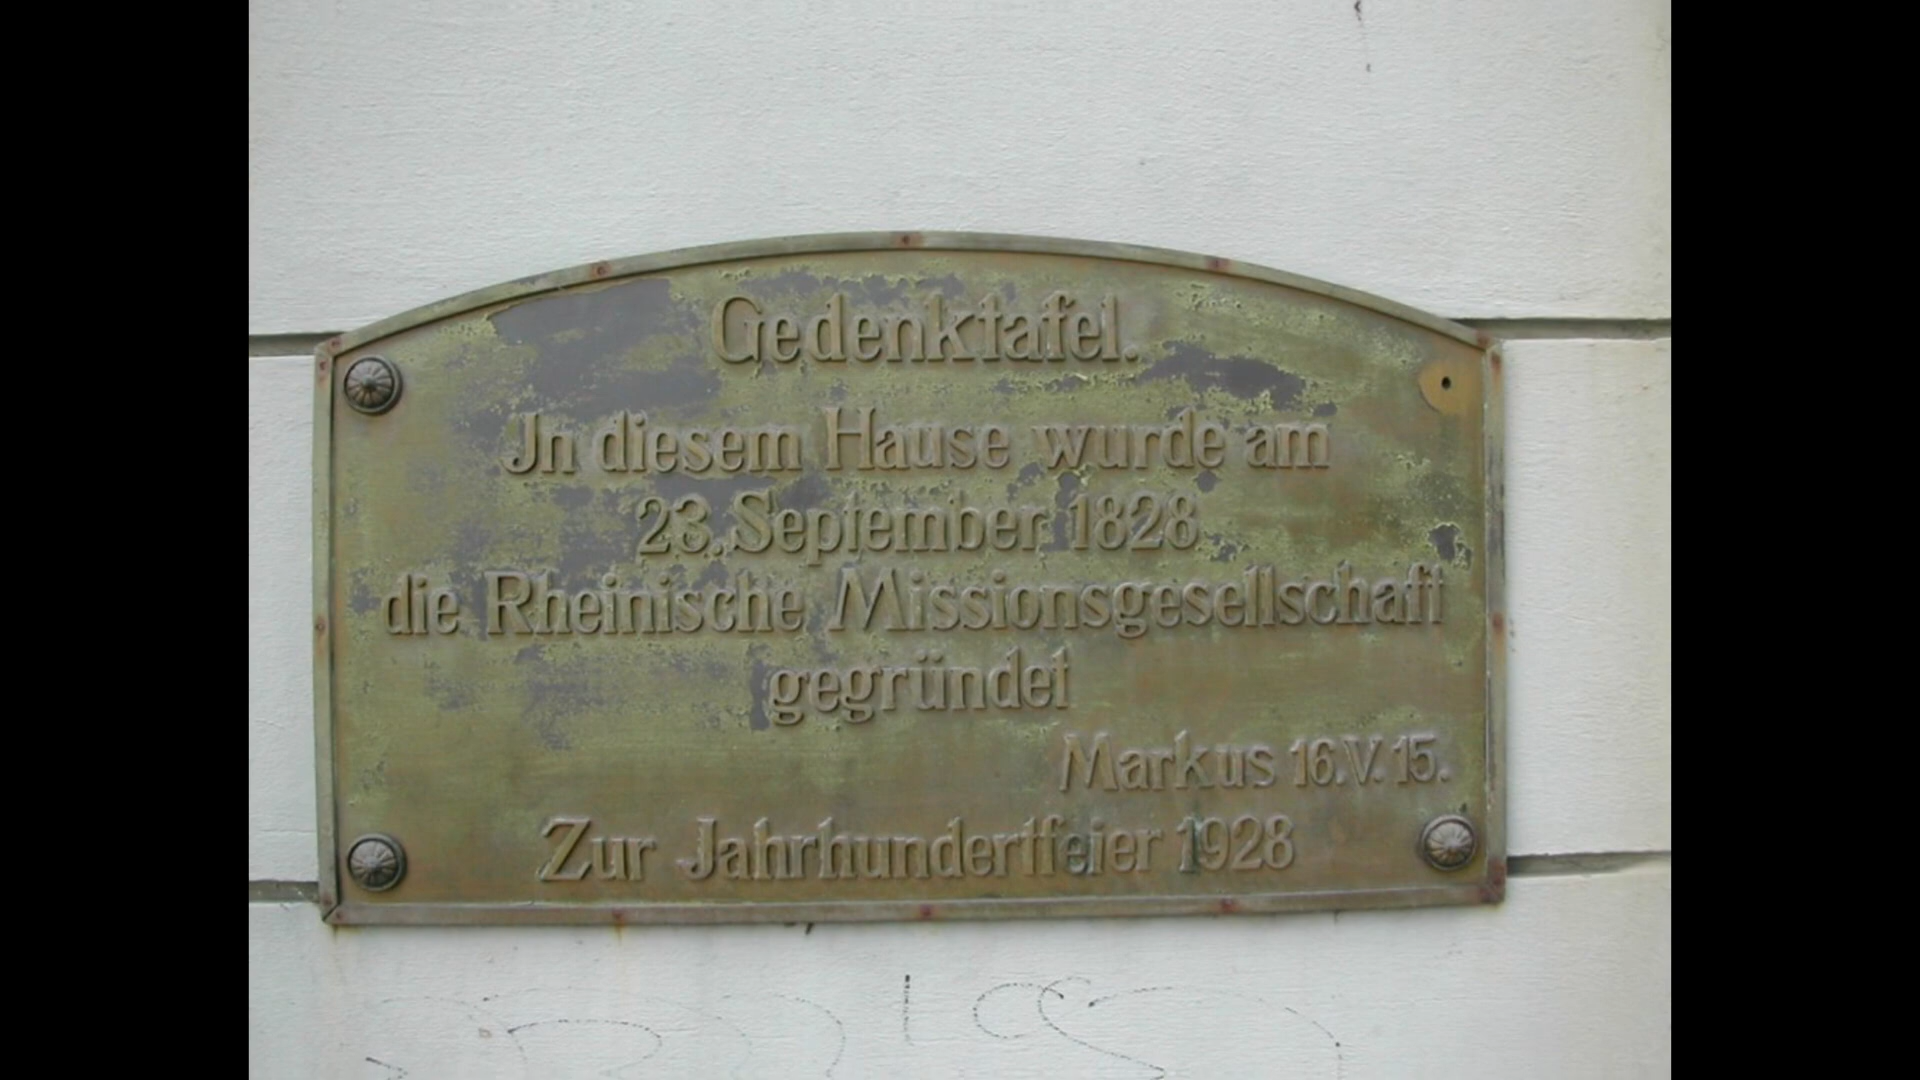 Gedenktafel.
Jn diesem Hause wurde am
23. September 1828
die Rheinische Missionsgesellschaft
gegründet
Markus 16. V. 15.
Zur Jahrhundertfeier 1928